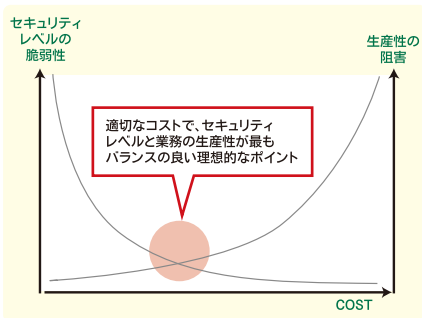 セキュリティ
レベルの
脆弱性
生産性の
阻害
適切なコストで、セキュリティ
レベルと業務の生産性が最も
バランスの良い理想的なポイント
COST